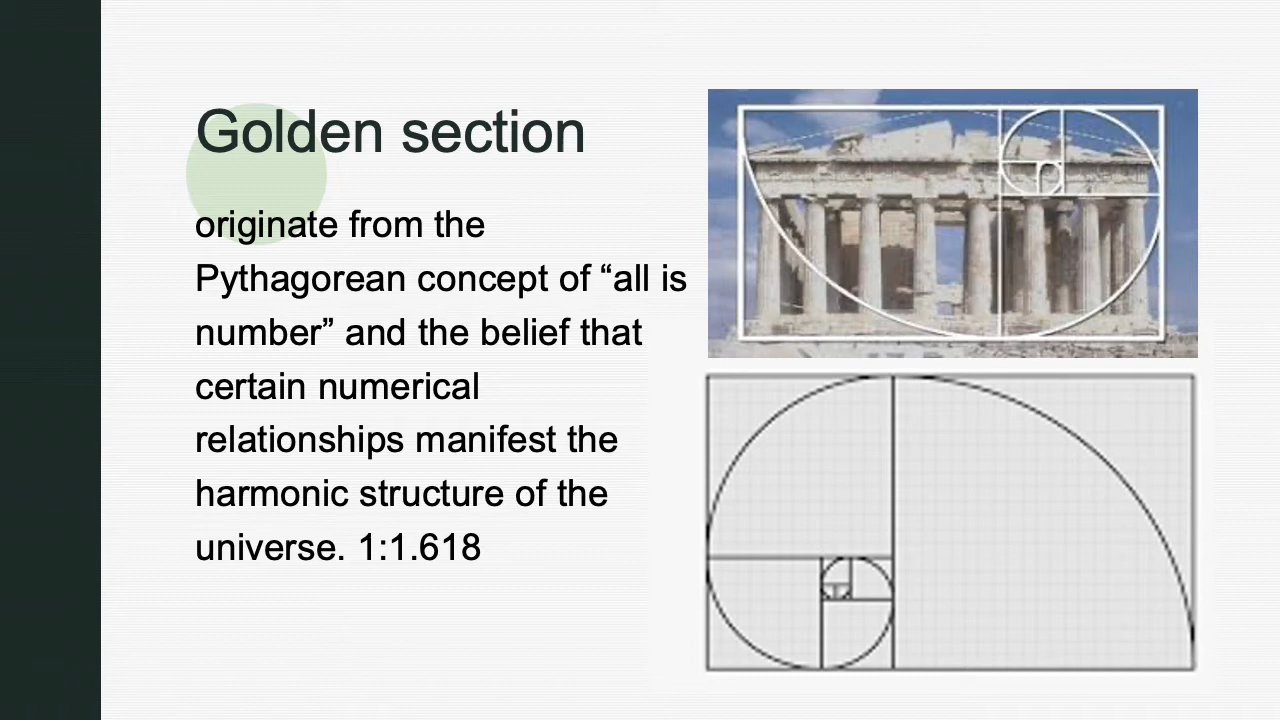 Golden section
originate from the
Pythagorean concept of “all is
number” and the belief that
certain numerical
relationships manifest the
harmonic structure of the
universe. 1:1.618